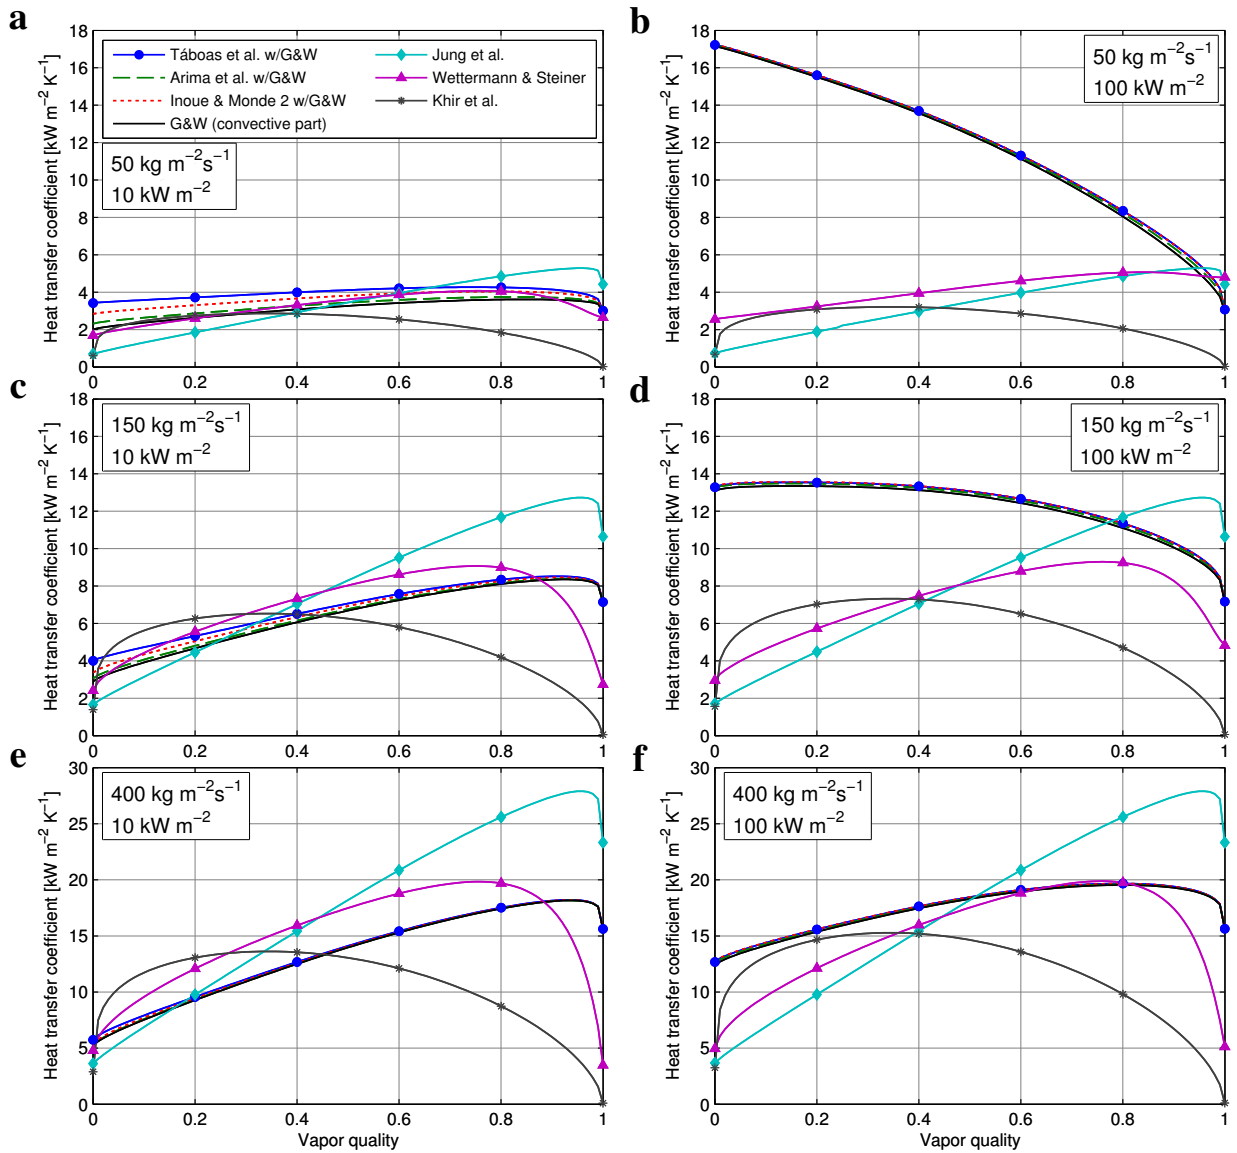 a
Heat transfer coefficient [kW m−2 K−1]
18
16
14
12
10
8
6
4
2
0
Táboas et al. w/G&W
Arima et al. w/G&W
Inoue & Monde 2 w/G&W
G&W (convective part)
Jung et al.
Wettermann & Steiner
Khir et al.
50 kg m−2s−1
10 kW m−2
0 0.2 0.4 0.6 0.8 1
b
Heat transfer coefficient [kW m−2 K−1]
18
16
14
12
10
8
6
4
2
0
50 kg m−2s−1
100 kW m−2
0 0.2 0.4 0.6 0.8 1
c
Heat transfer coefficient [kW m−2 K−1]
18
16
14
12
10
8
6
4
2
0
150 kg m−2s−1
10 kW m−2
0 0.2 0.4 0.6 0.8 1
d
Heat transfer coefficient [kW m−2 K−1]
18
16
14
12
10
8
6
4
2
0
150 kg m−2s−1
100 kW m−2
0 0.2 0.4 0.6 0.8 1
e
Heat transfer coefficient [kW m−2 K−1]
30
25
20
15
10
5
0
400 kg m−2s−1
10 kW m−2
0 0.2 0.4 0.6 0.8 1
Vapor quality
f
Heat transfer coefficient [kW m−2 K−1]
30
25
20
15
10
5
0
400 kg m−2s−1
100 kW m−2
0 0.2 0.4 0.6 0.8 1
Vapor quality